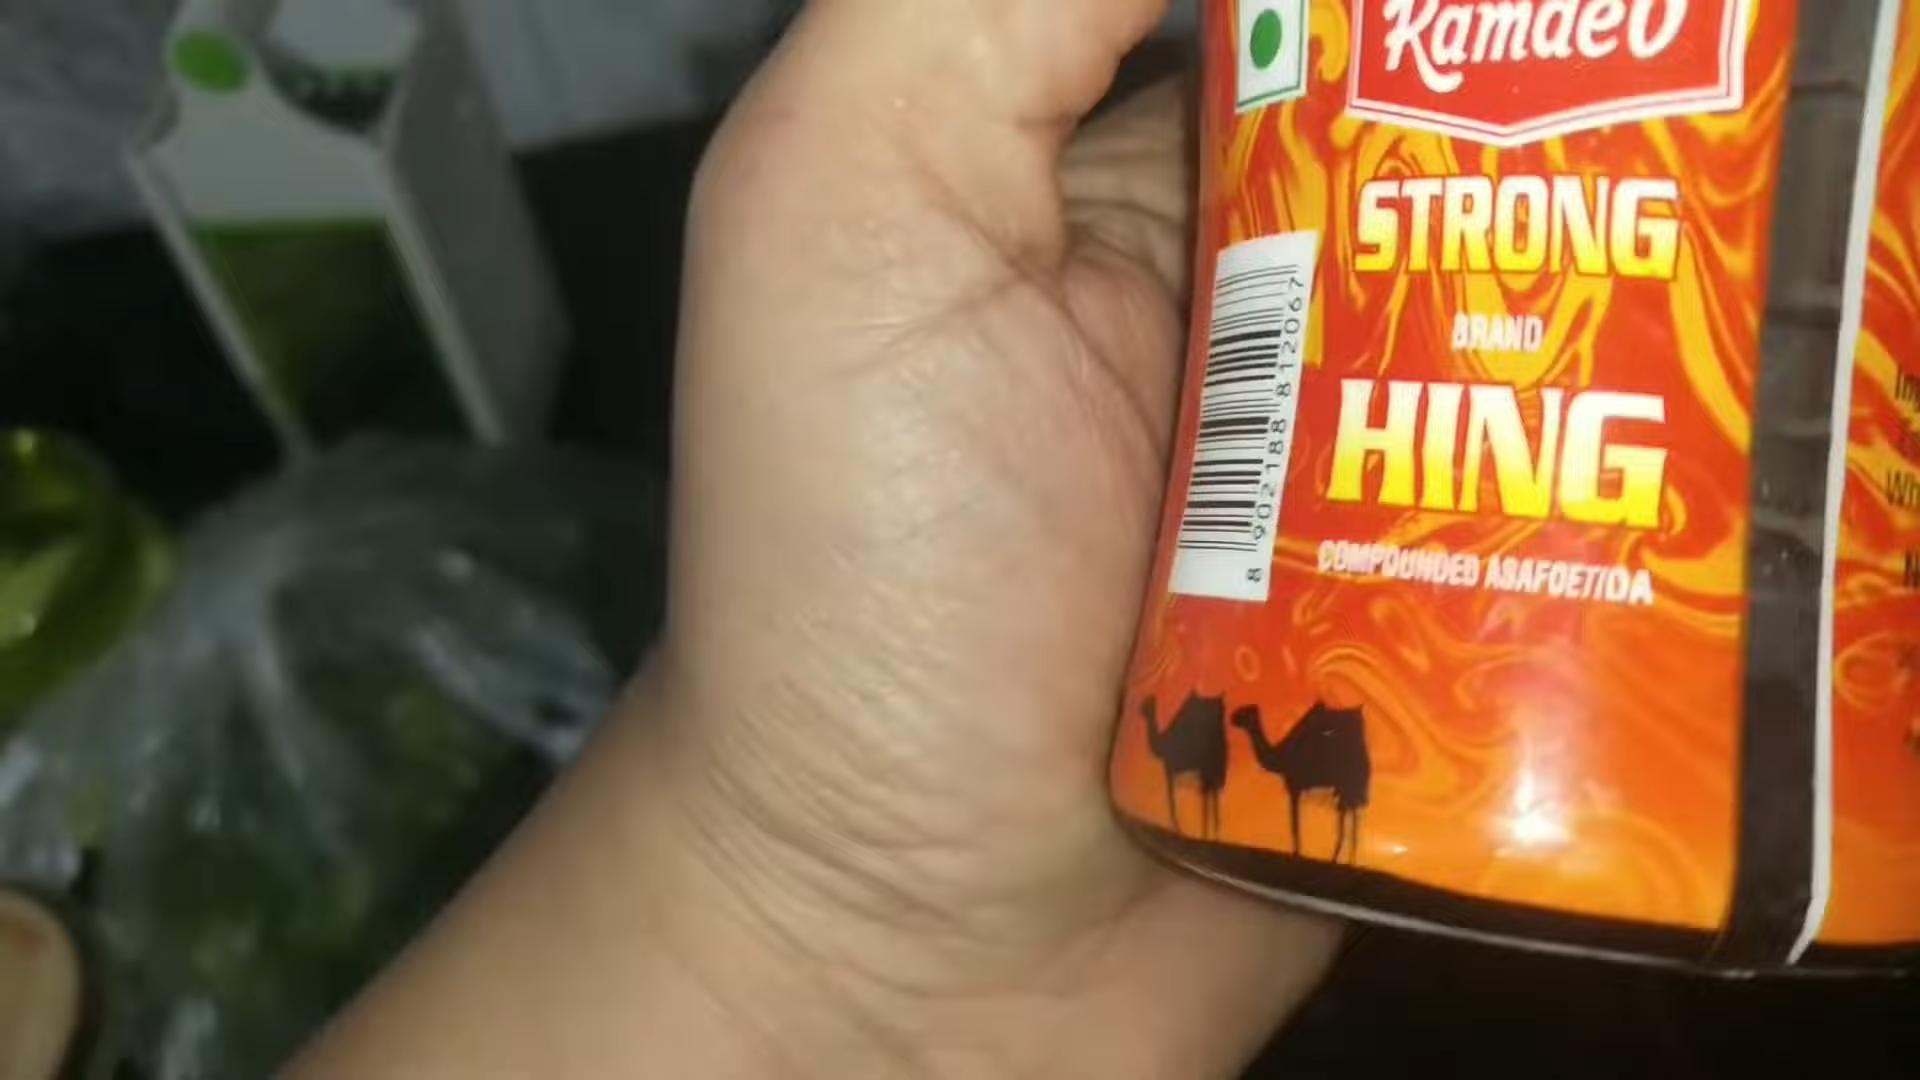 Ramdev
STRONG
BRAND
HING
COMPOUNDED ASAFOETIDA
8 902188 812067